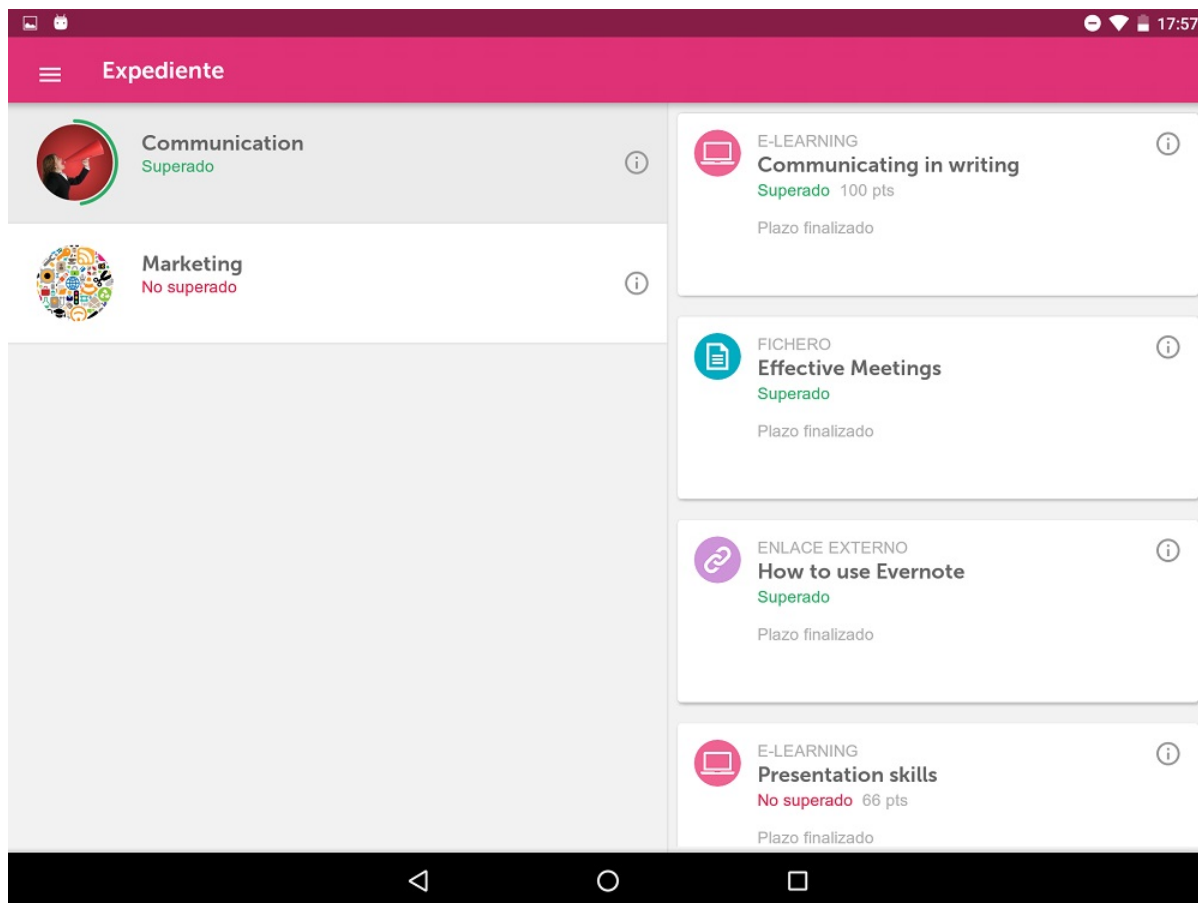 17:57
Expediente
Communication
Superado
Marketing
No superado
E-LEARNING
Communicating in writing
Superado 100 pts
Plazo finalizado
FICHERO
Effective Meetings
Superado
Plazo finalizado
ENLACE EXTERNO
How to use Evernote
Superado
Plazo finalizado
E-LEARNING
Presentation skills
No superado 66 pts
Plazo finalizado